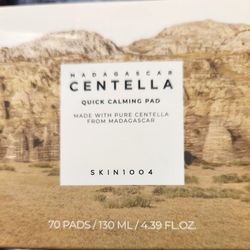 MADAGASCAR
CENTELLA
QUICK CALMING PAD
MADE WITH PURE CENTELLA
FROM MADAGASCAR
SKIN1004
70 PADS / 130 ML / 4.39 FL.OZ.